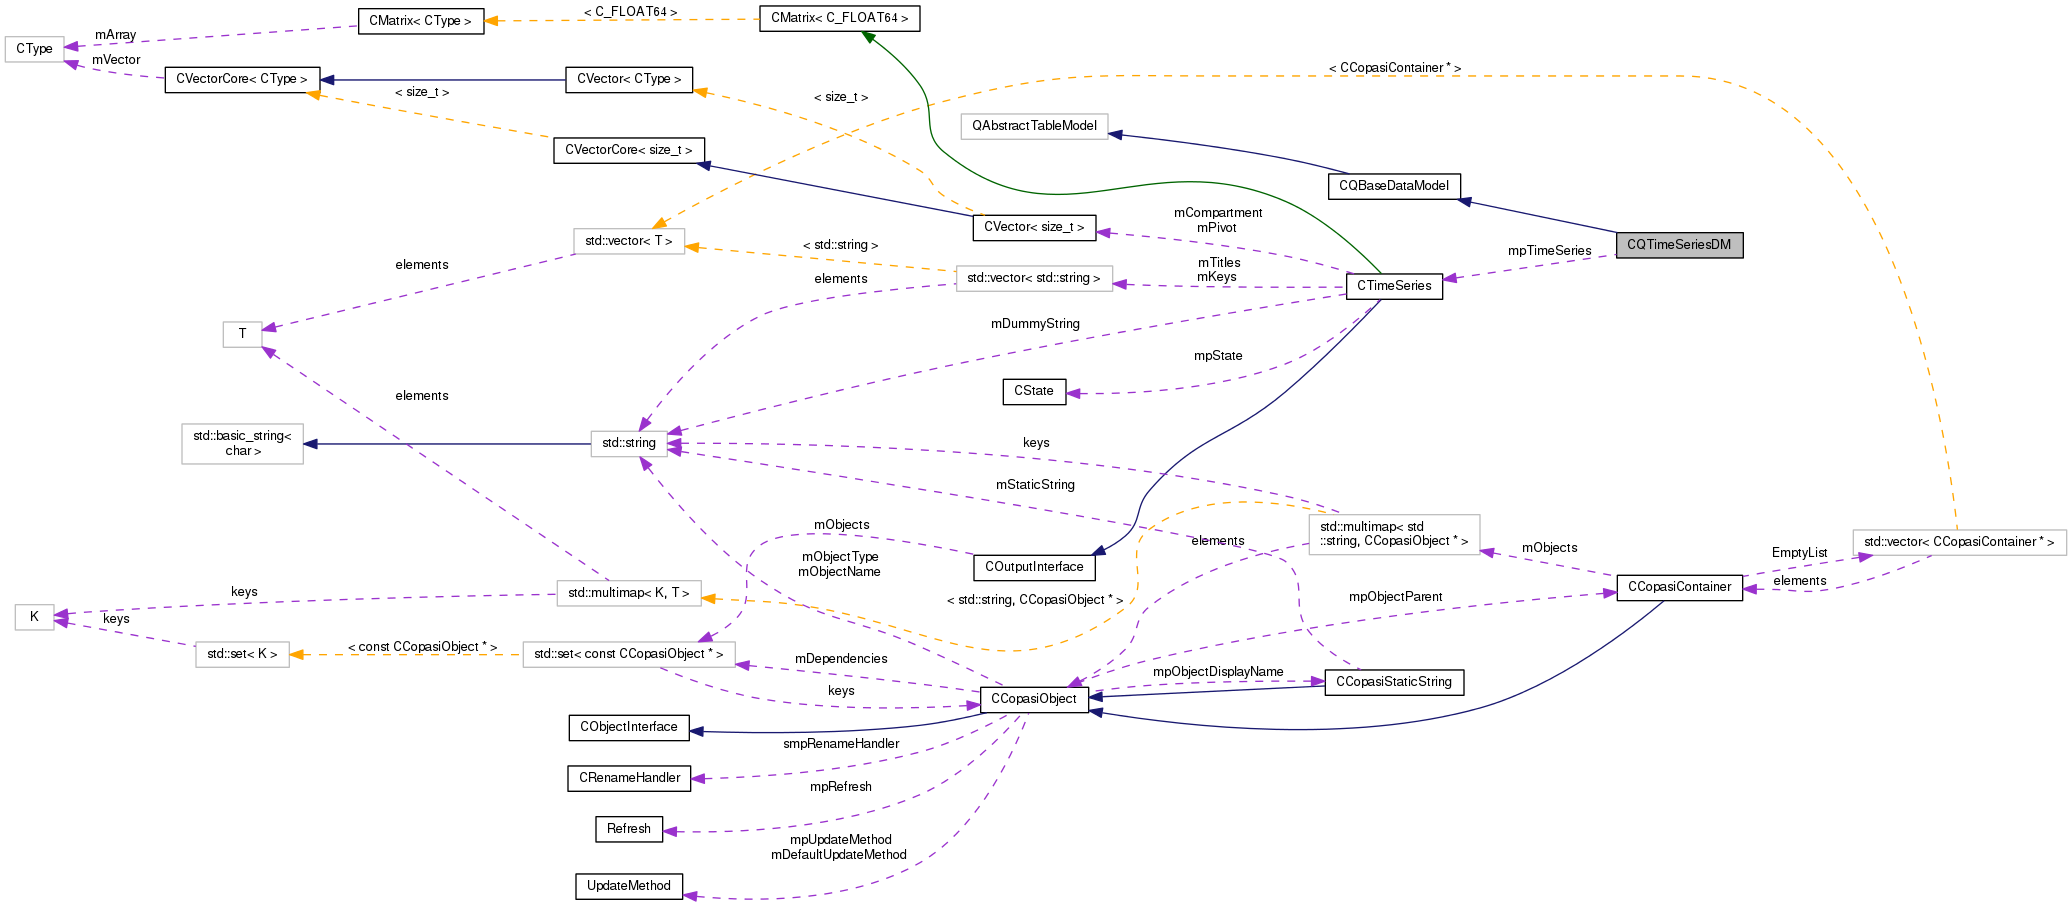 CMatrix< CType >
< C_FLOAT64 >
CMatrix< C_FLOAT64 >
mArray
CType
mVector
CVectorCore< CType >
CVector< CType >
< CCopasiContainer * >
< size_t >
< size_t >
QAbstractTableModel
CVectorCore< size_t >
CQBaseDataModel
mCompartment
mPivot
CVector< size_t >
CQTimeSeriesDM
std::vector< T >
< std::string >
mpTimeSeries
elements
mTitles
mKeys
std::vector< std::string >
elements
CTimeSeries
T
mDummyString
mpState
CState
elements
std::basic_string<
char >
std::string
keys
mStaticString
mObjects
std::multimap< std
::string, CCopasiObject * >
elements
std::vector< CCopasiContainer * >
mObjectType
mObjectName
COutputInterface
mObjects
EmptyList
elements
CCopasiContainer
keys
std::multimap< K, T >
< std::string, CCopasiObject * >
mpObjectParent
K
keys
std::set< K >
< const CCopasiObject * >
std::set< const CCopasiObject * >
mDependencies
mpObjectDisplayName
CCopasiStaticString
keys
CCopasiObject
CObjectInterface
smpRenameHandler
CRenameHandler
mpRefresh
Refresh
mpUpdateMethod
mDefaultUpdateMethod
UpdateMethod